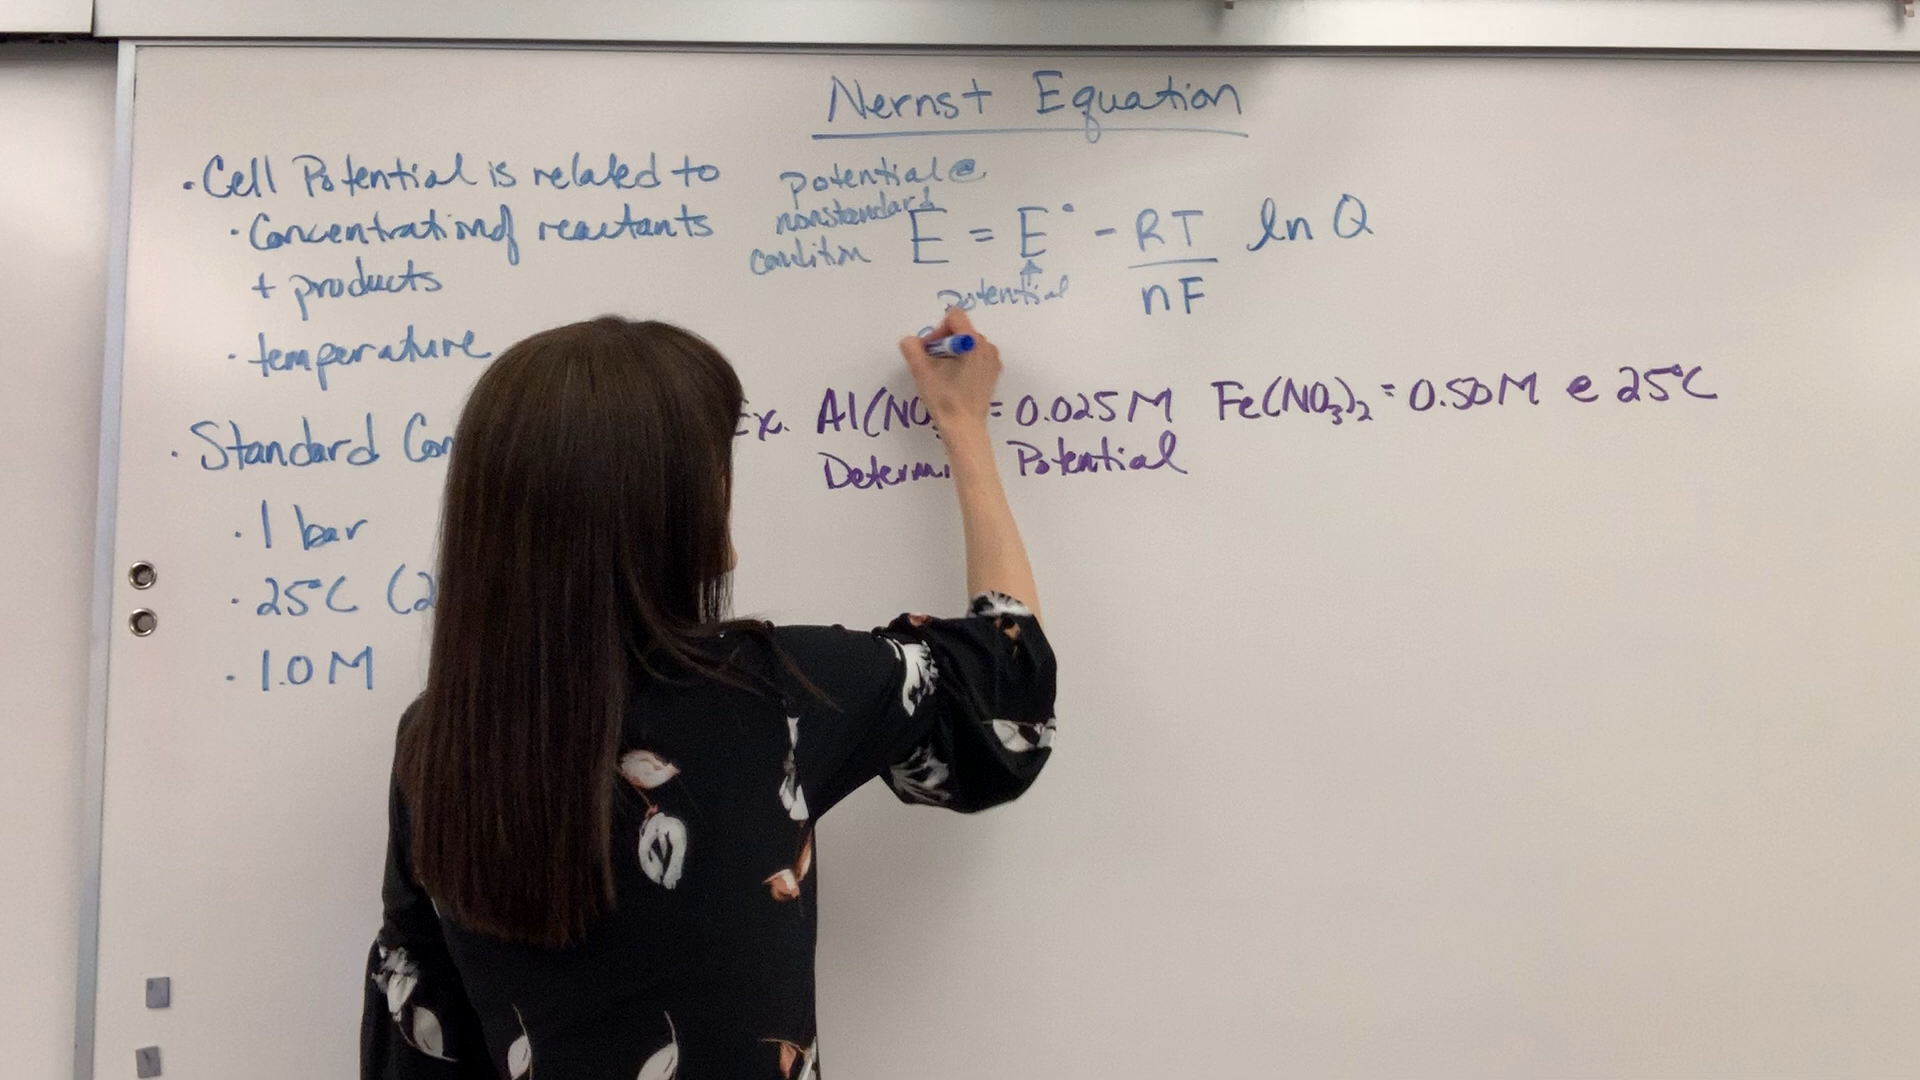 Nernst Equation
• Cell Potential is related to
• Concentration of reactants
+ products
• temperature
• Standard
• 1 bar
• 25°C (2
• 1.0 M
potential @
nonstandard
condition
E = E° - RT/nF ln Q
potential
Ex. Al(NO = 0.025 M Fe(NO₃)₂ = 0.50 M @ 25°C
Potential